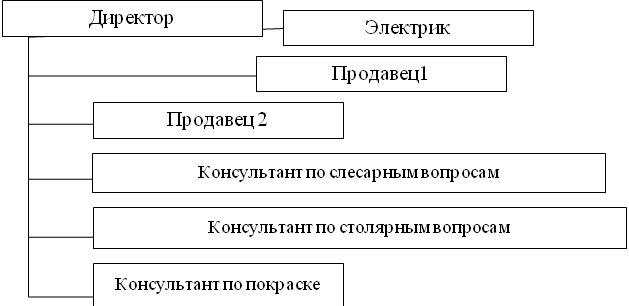 Директор
Электрик
Продавец1
Продавец 2
Консультант по слесарным вопросам
Консультант по столярным вопросам
Консультант по покраске